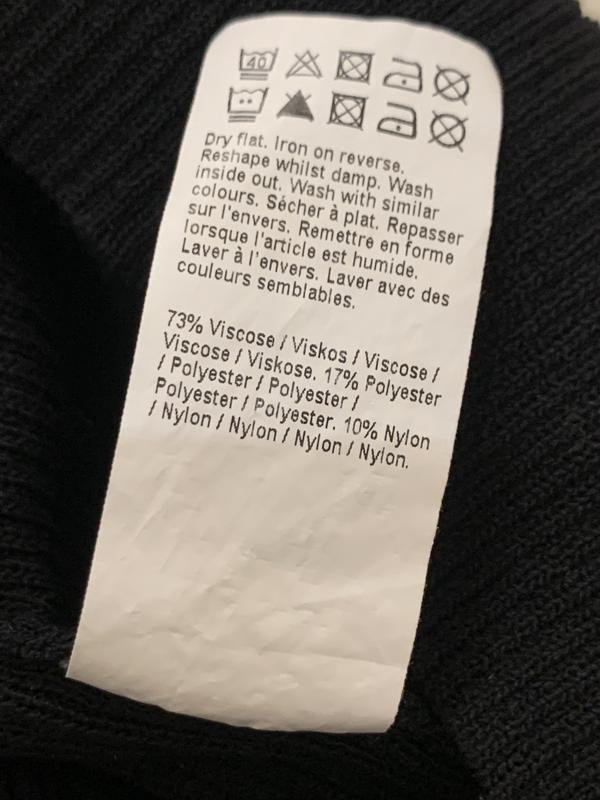 40
Dry flat. Iron on reverse.
Reshape whilst damp. Wash
inside out. Wash with similar
colours. Sécher à plat. Repasser
sur l'envers. Remettre en forme
lorsque l'article est humide.
Laver à l'envers. Laver avec des
couleurs semblables.
73% Viscose / Viskos / Viscose /
Viscose / Viskose. 17% Polyester
/ Polyester / Polyester /
Polyester / Polyester. 10% Nylon
/ Nylon / Nylon / Nylon / Nylon.